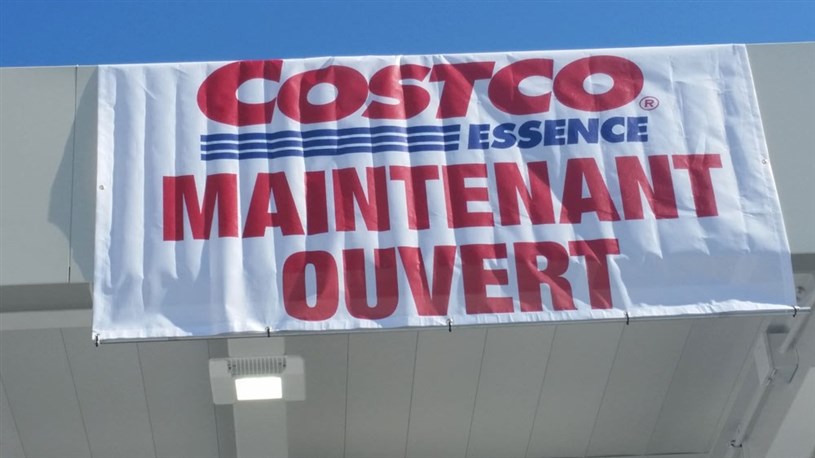 COSTCO®
ESSENCE
MAINTENANT
OUVERT